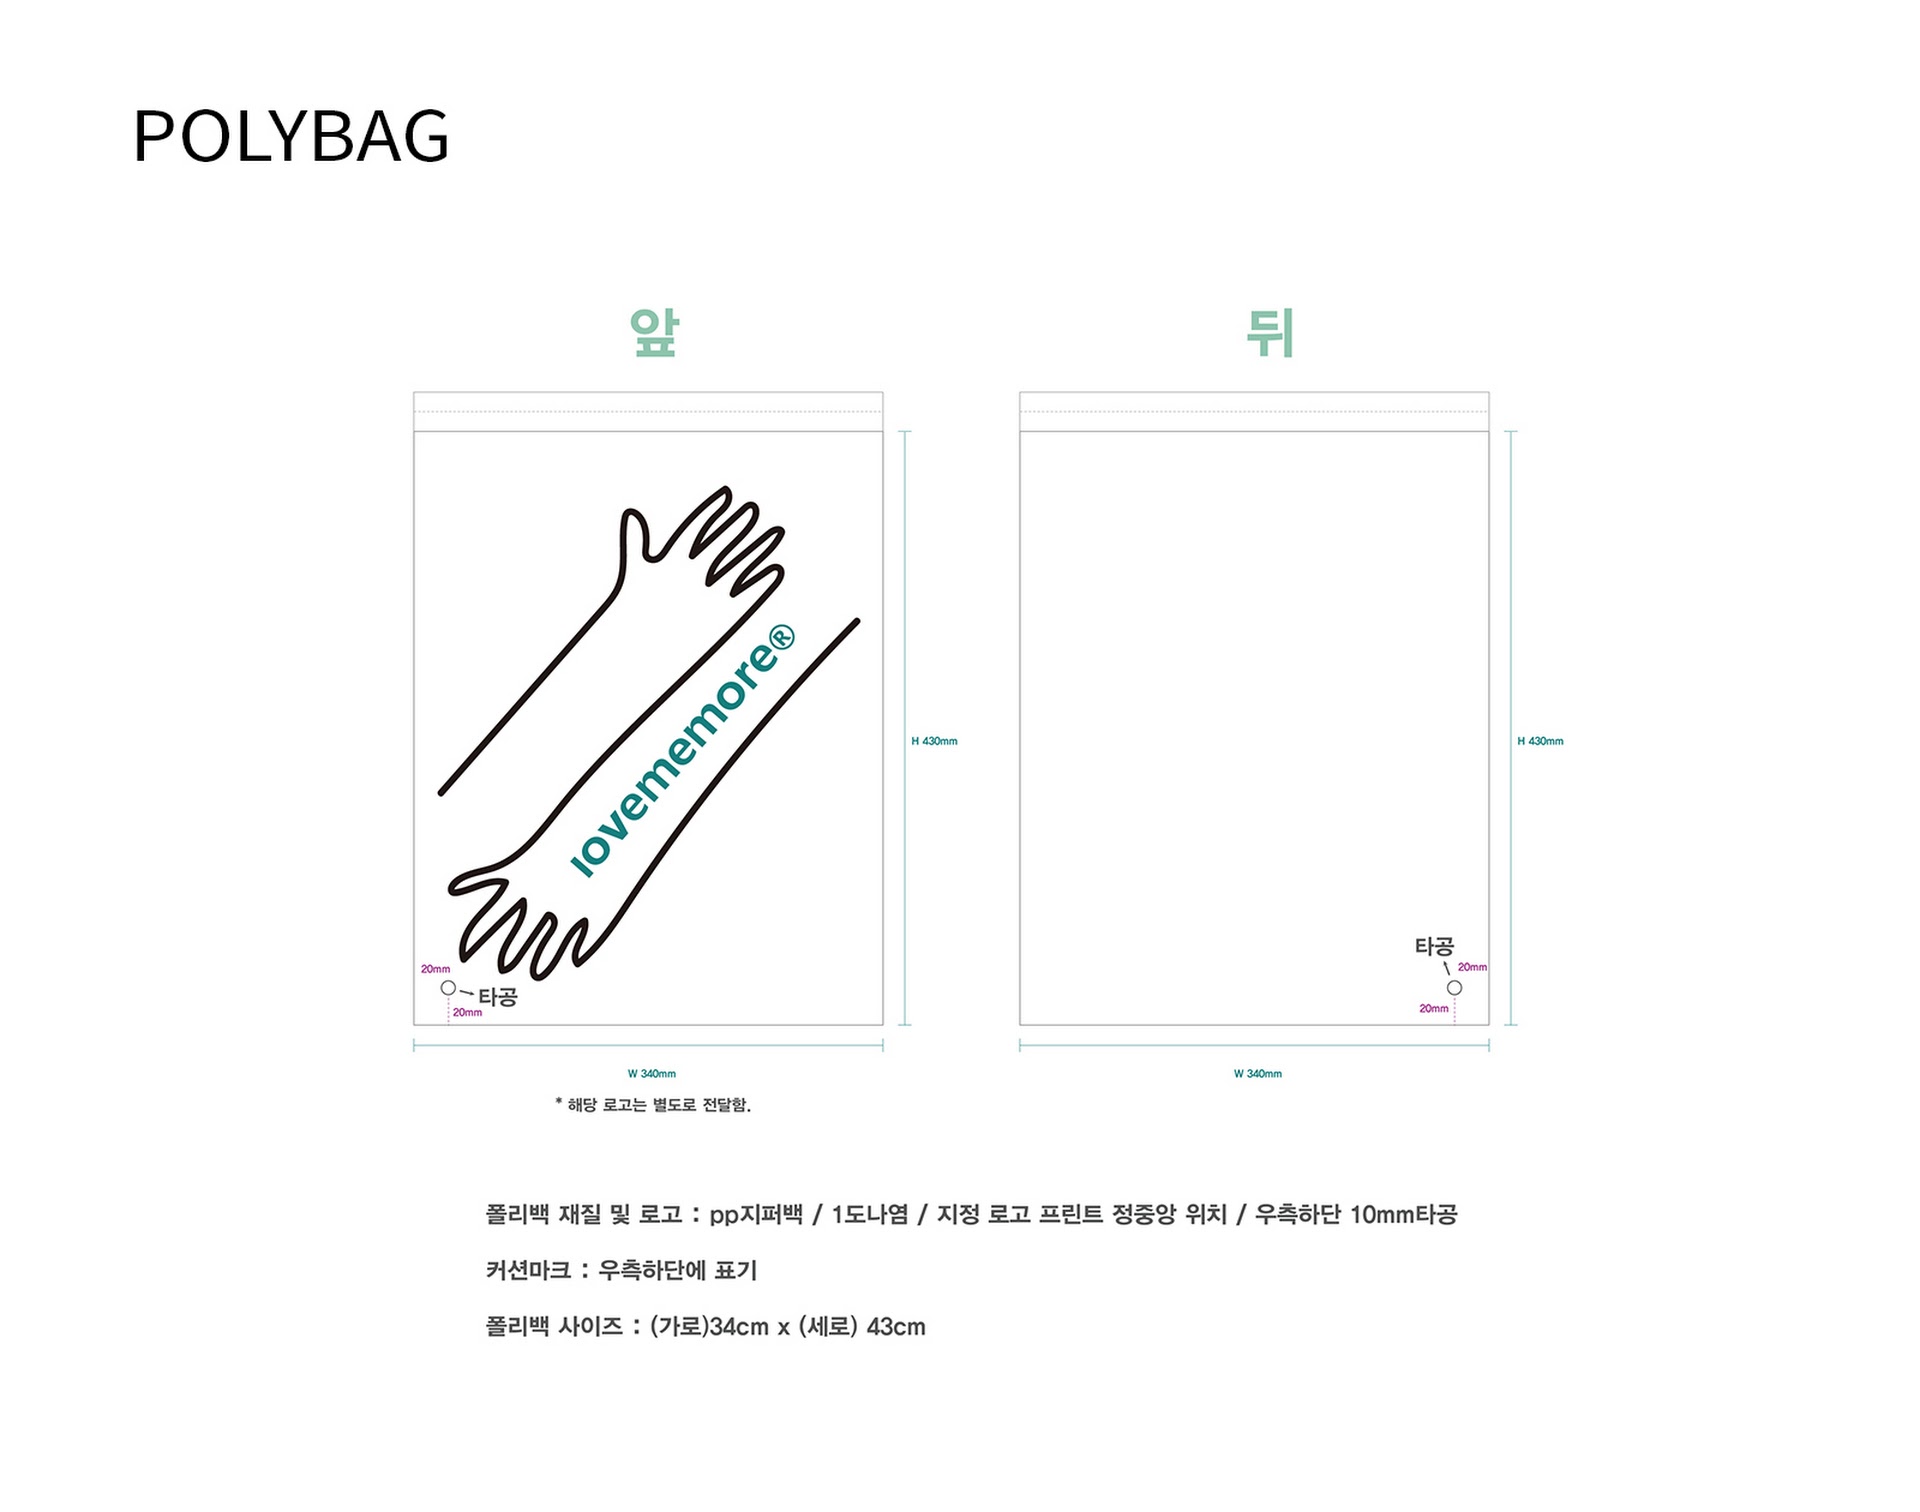 POLYBAG
앞
뒤
lovememore®
H 430mm
H 430mm
타공
20mm
20mm
20mm
타공
20mm
W 340mm
W 340mm
* 해당 로고는 별도로 전달함.
폴리백 재질 및 로고 : pp지퍼백 / 1도나염 / 지정 로고 프린트 정중앙 위치 / 우측하단 10mm타공
커션마크 : 우측하단에 표기
폴리백 사이즈 : (가로)34cm x (세로) 43cm